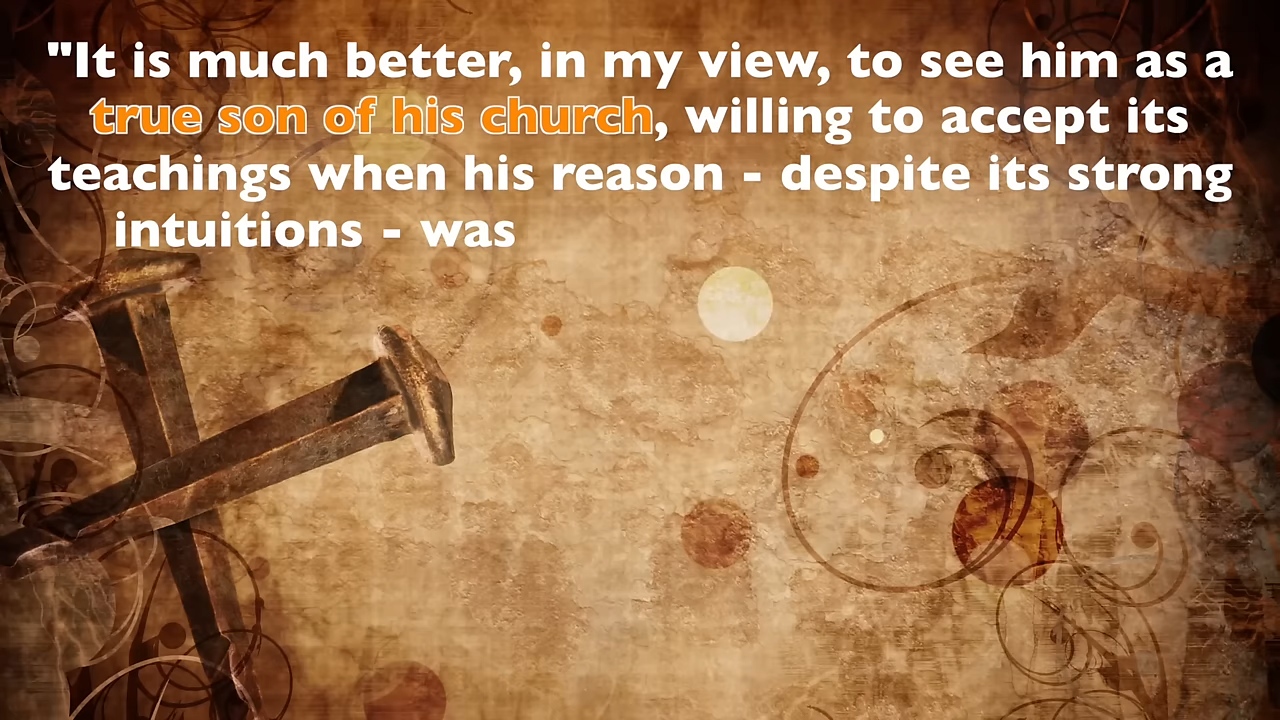 "It is much better, in my view, to see him as a
true son of his church, willing to accept its
teachings when his reason - despite its strong
intuitions - was